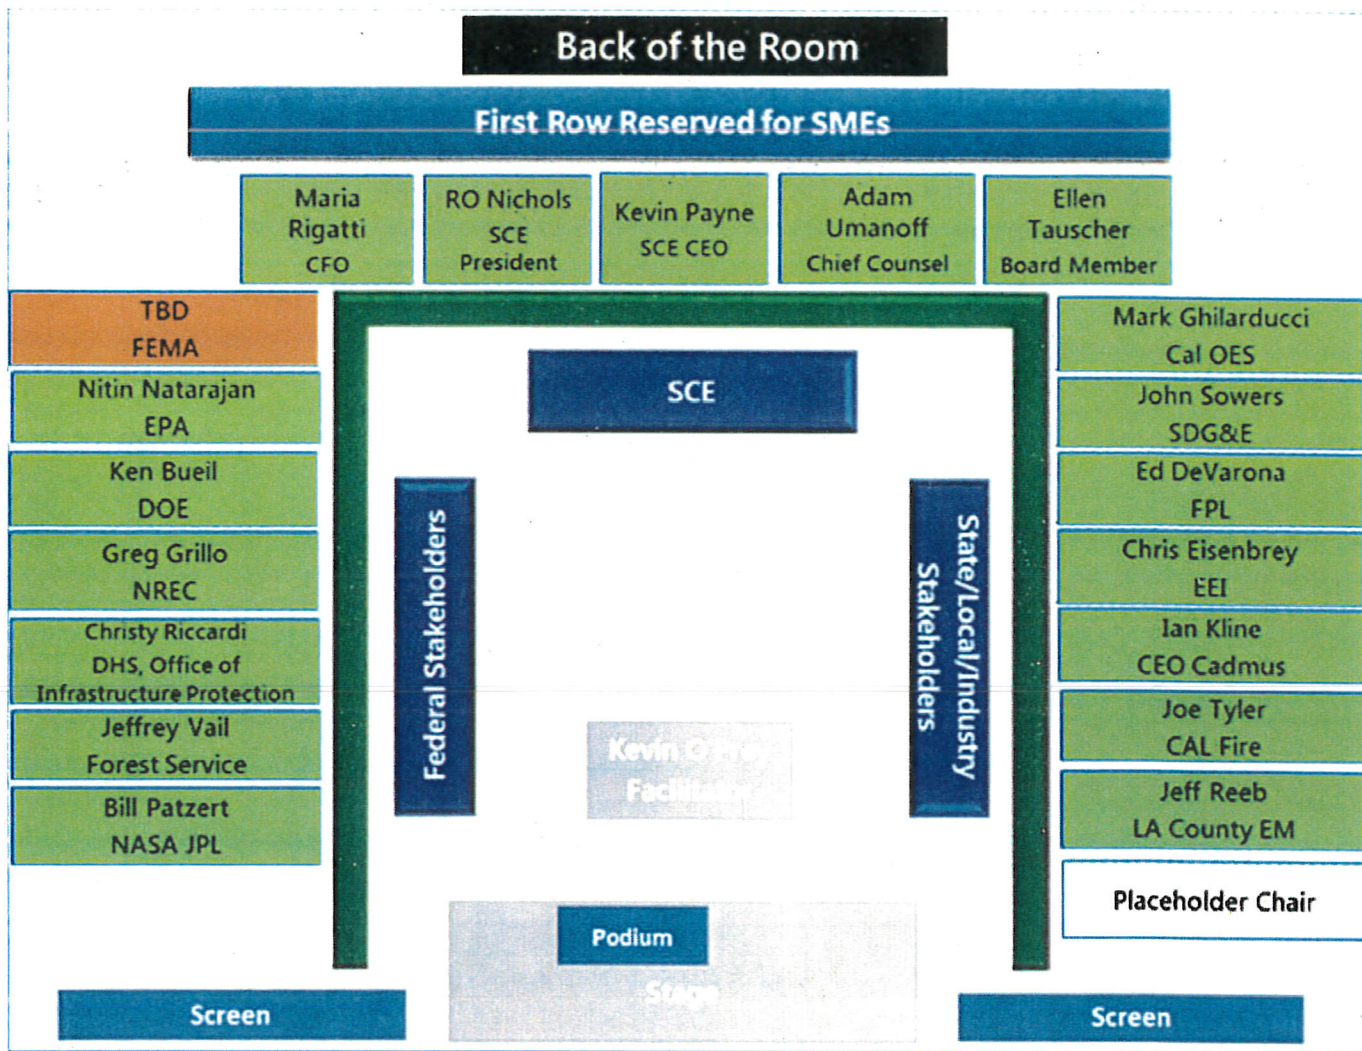 Back of the Room
First Row Reserved for SMEs
Maria
Rigatti
CFO
RO Nichols
SCE
President
Kevin Payne
SCE CEO
Adam
Umanoff
Chief Counsel
Ellen
Tauscher
Board Member
TBD
FEMA
Nitin Natarajan
EPA
Ken Bueil
DOE
Greg Grillo
NREC
Christy Riccardi
DHS, Office of
Infrastructure Protection
Jeffrey Vail
Forest Service
Bill Patzert
NASA JPL
SCE
Federal Stakeholders
State/Local/Industry
Stakeholders
Mark Ghilarducci
Cal OES
John Sowers
SDG&E
Ed DeVarona
FPL
Chris Eisenbrey
EEI
Ian Kline
CEO Cadmus
Joe Tyler
CAL Fire
Jeff Reeb
LA County EM
Placeholder Chair
Kevin O
Facilitator
Podium
Stage
Screen
Screen